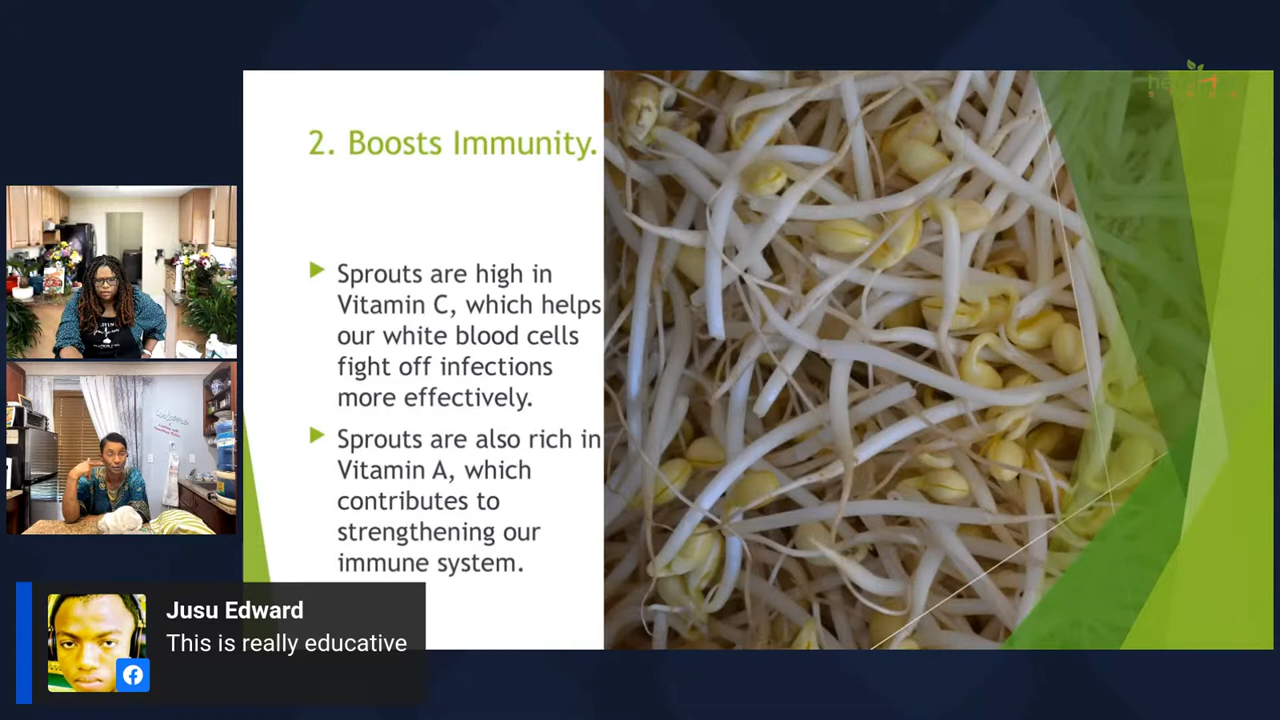 2. Boosts Immunity.
Sprouts are high in
Vitamin C, which helps
our white blood cells
fight off infections
more effectively.
Sprouts are also rich in
Vitamin A, which
contributes to
strengthening our
immune system.
Welcome
Jusu Edward
This is really educative